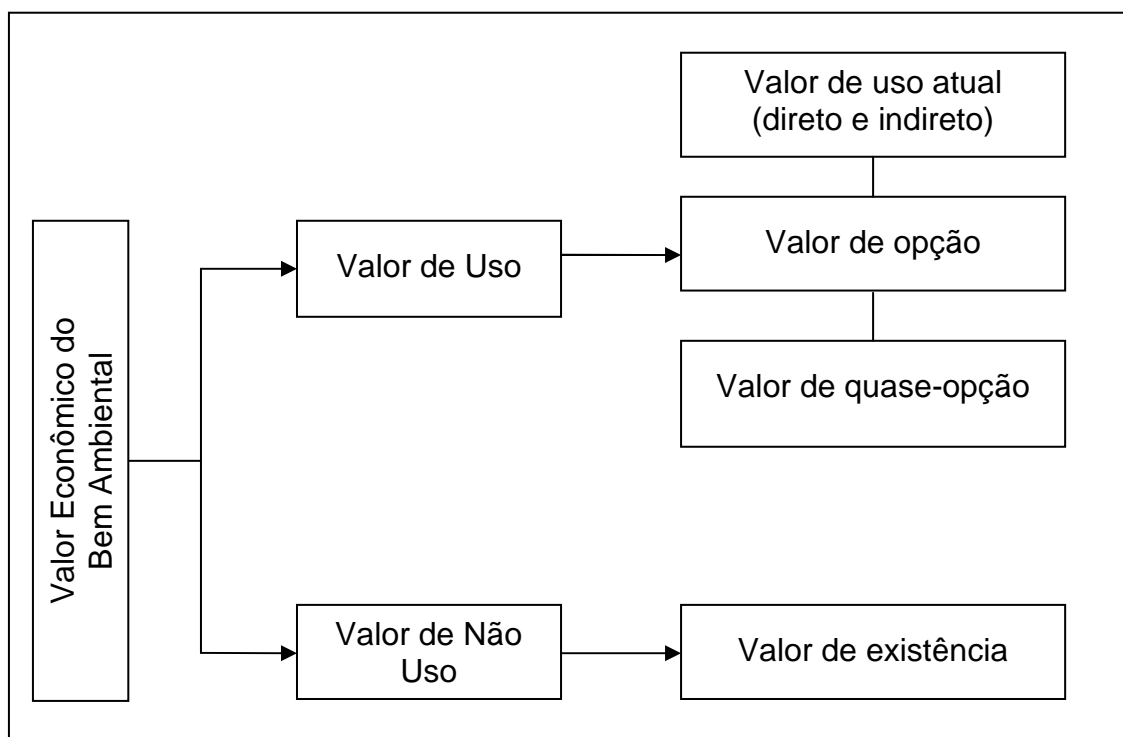 Valor Econômico do
Bem Ambiental
Valor de Uso
Valor de uso atual
(direto e indireto)
Valor de opção
Valor de quase-opção
Valor de Não
Uso
Valor de existência